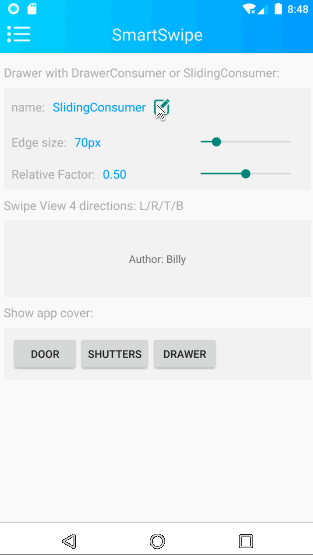 8:48
SmartSwipe
Drawer with DrawerConsumer or SlidingConsumer:
name: SlidingConsumer
Edge size: 70px
Relative Factor: 0.50
Swipe View 4 directions: L/R/T/B
Author: Billy
Show app cover:
DOOR SHUTTERS DRAWER